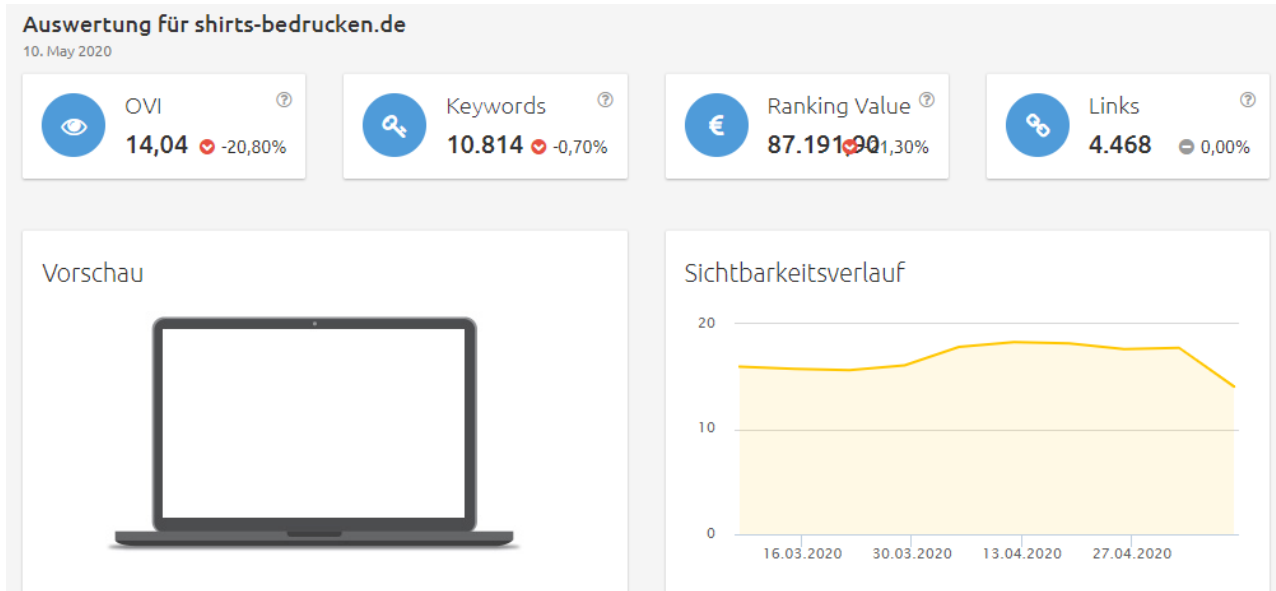 Auswertung für shirts-bedrucken.de
10. May 2020
OVI
14,04 -20,80%
Keywords
10.814 -0,70%
Ranking Value
87.191,90 -21,30%
Links
4.468 0,00%
Vorschau
Sichtbarkeitsverlauf
20
10
0
16.03.2020 30.03.2020 13.04.2020 27.04.2020